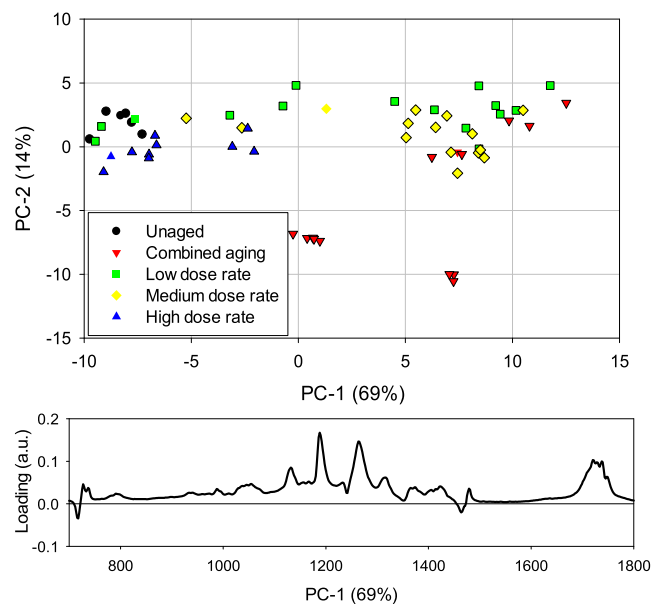 10
5
0
-5
-10
-15
PC-2 (14%)
Unaged
Combined aging
Low dose rate
Medium dose rate
High dose rate
-10 -5 0 5 10 15
PC-1 (69%)
0.2
0.1
0.0
-0.1
Loading (a.u.)
800 1000 1200 1400 1600 1800
PC-1 (69%)